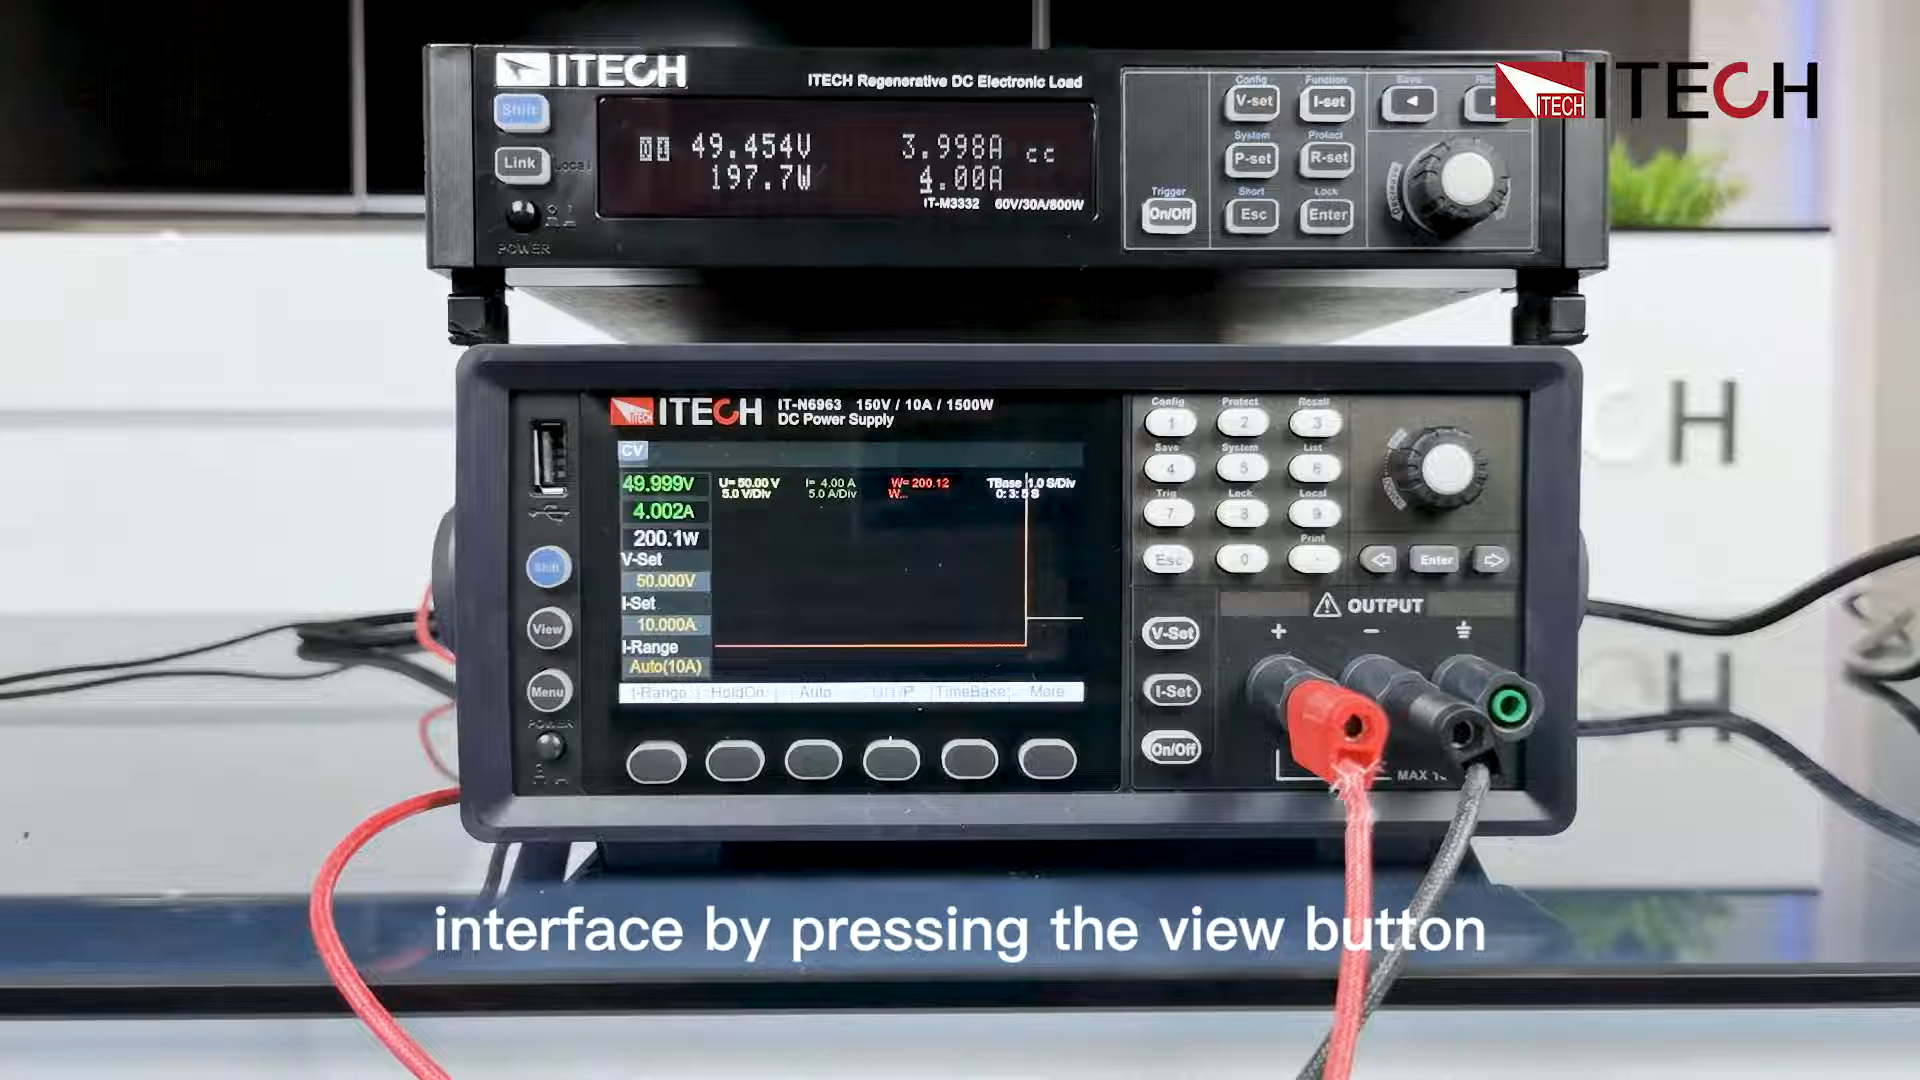 ITECH
ITECH Regenerative DC Electronic Load
ITECH ITECH
Shift
Link Local
POWER
49.454V 3.998A CC
197.7W 4.00A
IT-M3332 60V/30A/600W
Trigger
On/Off
Config Function
V-set I-set
System Protect
P-set R-set
Short Lock
Esc Enter
Save
ITECH ITECH
IT-N6963 150V / 10A / 1500W
DC Power Supply
CV
49.999V
4.002A
200.1W
V-Set
50.000V
I-Set
10.000A
I-Range
Auto(10A)
U= 50.00 V I= 4.00 A W= 200.12 TBase 1.0 S/Div
5.0 V/Div 5.0 A/Div W...
I-Range HoldOn Auto TimeBase More
Shift
View
Menu
POWER
Config Protect Recall
1 2 3
Save System List
4 5 6
Trig Lock Local
7 8 9
Print
Esc 0 .
Enter
V-Set
I-Set
On/Off
OUTPUT
+ −
MAX
H
interface by pressing the view button